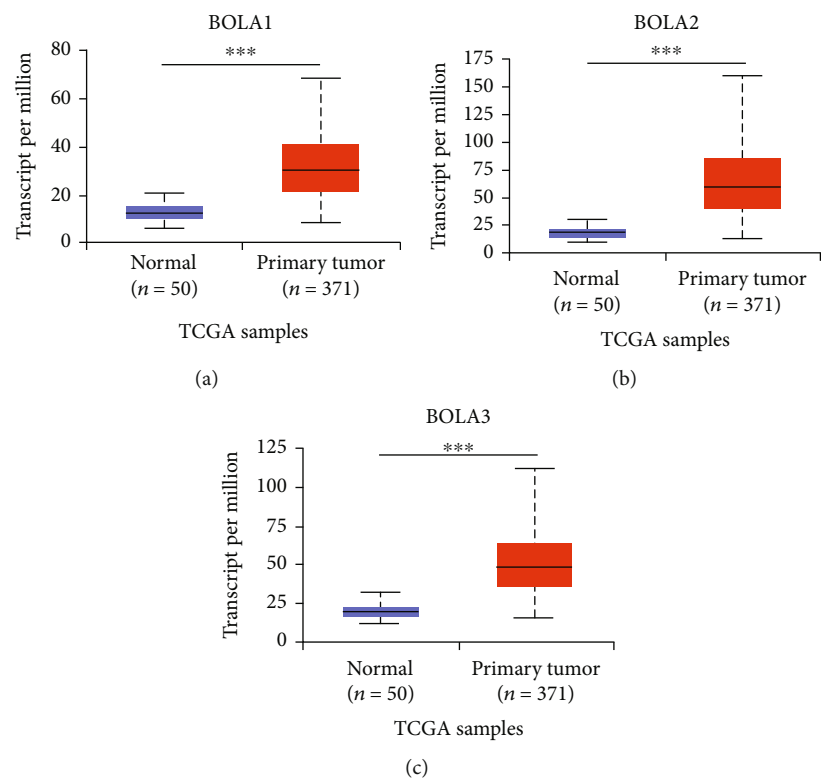 BOLA1
***
Transcript per million
80
60
40
20
0
Normal
(n = 50)
Primary tumor
(n = 371)
TCGA samples
(a)
BOLA2
***
Transcript per million
175
150
125
100
75
50
25
0
Normal
(n = 50)
Primary tumor
(n = 371)
TCGA samples
(b)
BOLA3
***
Transcript per million
125
100
75
50
25
0
Normal
(n = 50)
Primary tumor
(n = 371)
TCGA samples
(c)